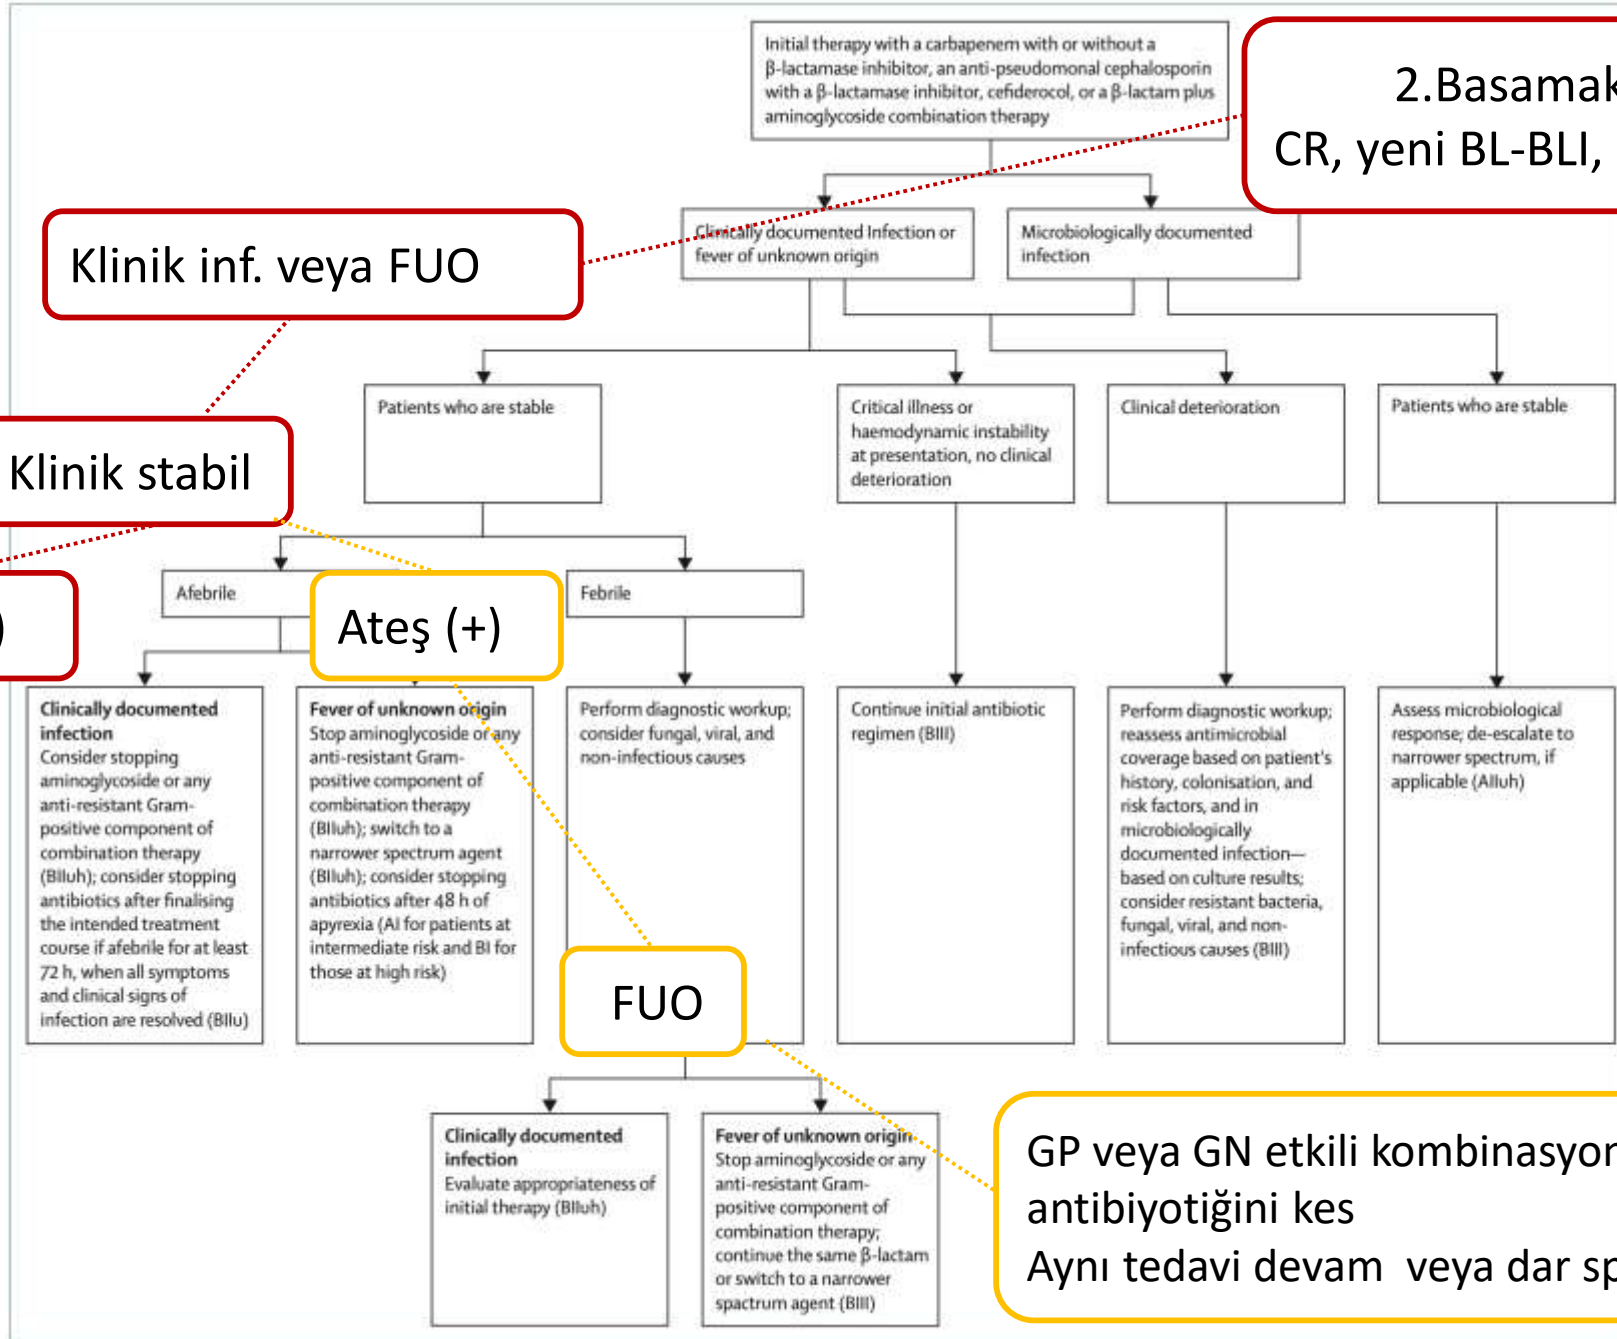 Initial therapy with a carbapenem with or without a
β-lactamase inhibitor, an anti-pseudomonal cephalosporin
with a β-lactamase inhibitor, cefiderocol, or a β-lactam plus
aminoglycoside combination therapy
2.Basamak
CR, yeni BL-BLI,
Klinik inf. veya FUO
Clinically documented Infection or
fever of unknown origin
Microbiologically documented
infection
Patients who are stable
Critical illness or
haemodynamic instability
at presentation, no clinical
deterioration
Clinical deterioration
Patients who are stable
Klinik stabil
Afebrile
)
Ateş (+)
Febrile
Clinically documented
infection
Consider stopping
aminoglycoside or any
anti-resistant Gram-
positive component of
combination therapy
(BIIuh); consider stopping
antibiotics after finalising
the intended treatment
course if afebrile for at least
72 h, when all symptoms
and clinical signs of
infection are resolved (BIIu)
Fever of unknown origin
Stop aminoglycoside or any
anti-resistant Gram-
positive component of
combination therapy
(BIIuh); switch to a
narrower spectrum agent
(BIIuh); consider stopping
antibiotics after 48 h of
apyrexia (AI for patients at
intermediate risk and BI for
those at high risk)
Perform diagnostic workup;
consider fungal, viral, and
non-infectious causes
Continue initial antibiotic
regimen (BIII)
Perform diagnostic workup;
reassess antimicrobial
coverage based on patient's
history, colonisation, and
risk factors, and in
microbiologically
documented infection—
based on culture results;
consider resistant bacteria,
fungal, viral, and non-
infectious causes (BIII)
Assess microbiological
response; de-escalate to
narrower spectrum, if
applicable (AIIuh)
FUO
Clinically documented
infection
Evaluate appropriateness of
initial therapy (BIIuh)
Fever of unknown origin
Stop aminoglycoside or any
anti-resistant Gram-
positive component of
combination therapy;
continue the same β-lactam
or switch to a narrower
spactrum agent (BIII)
GP veya GN etkili kombinasyon
antibiyotiğini kes
Aynı tedavi devam veya dar sp